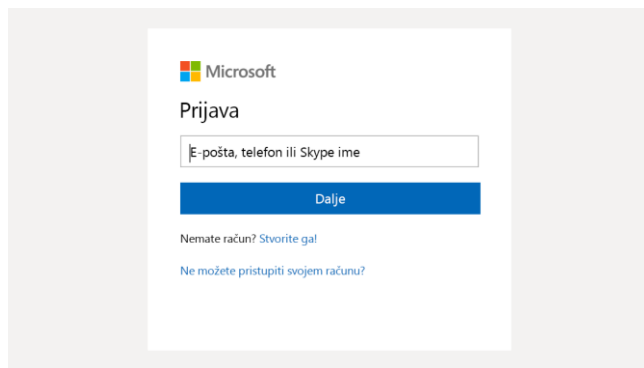 Microsoft
Prijava
E-pošta, telefon ili Skype ime
Dalje
Nemate račun? Stvorite ga!
Ne možete pristupiti svojem računu?